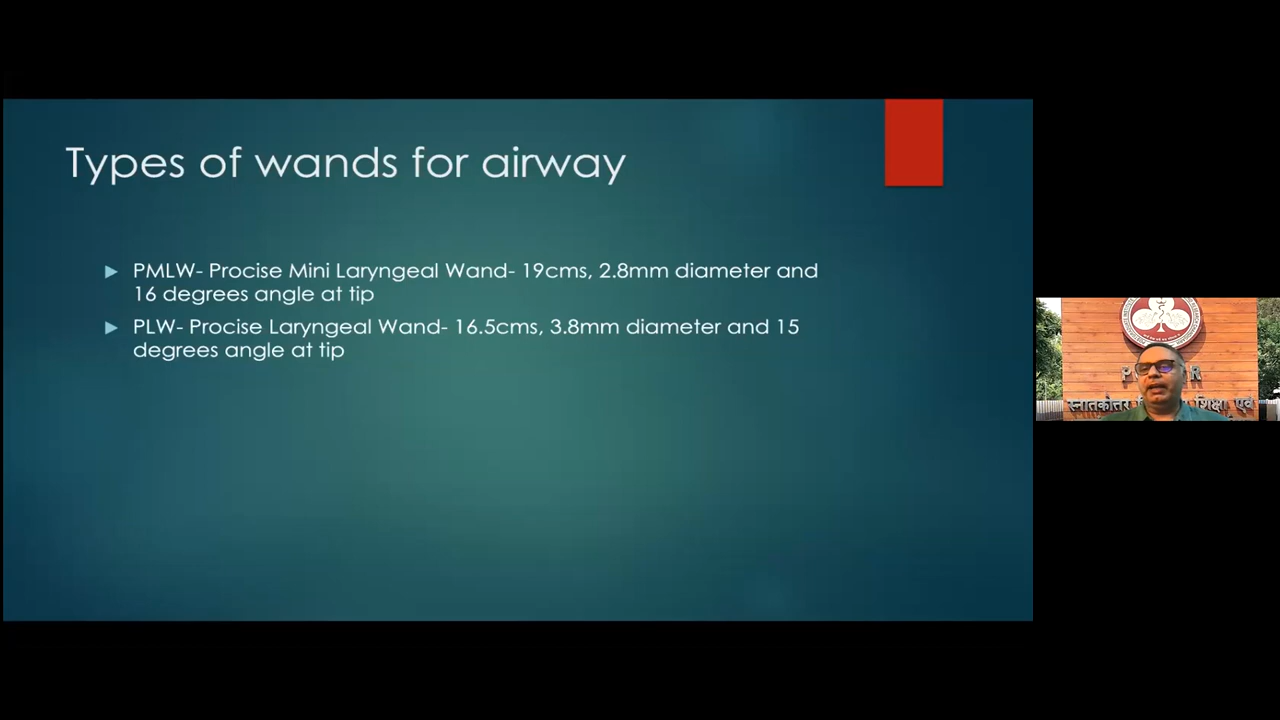 Types of wands for airway
PMLW- Procise Mini Laryngeal Wand- 19cms, 2.8mm diameter and
16 degrees angle at tip
PLW- Procise Laryngeal Wand- 16.5cms, 3.8mm diameter and 15
degrees angle at tip
P
R
स्नातकोत्तर
शिक्षा एवं